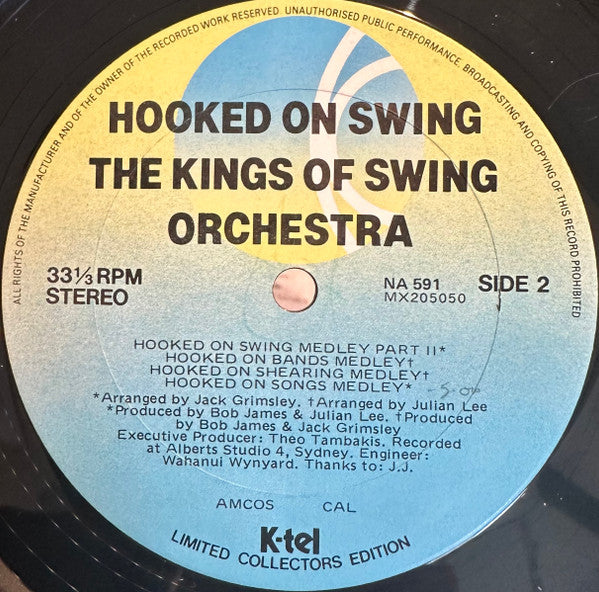 ALL RIGHTS OF THE MANUFACTURER AND OF THE OWNER OF THE RECORDED WORK RESERVED. UNAUTHORISED PUBLIC PERFORMANCE, BROADCASTING AND COPYING OF THIS RECORD PROHIBITED
HOOKED ON SWING
THE KINGS OF SWING
ORCHESTRA
33⅓ RPM
STEREO
NA 591
MX205050
SIDE 2
HOOKED ON SWING MEDLEY PART II*
HOOKED ON BANDS MEDLEY†
HOOKED ON SHEARING MEDLEY†
HOOKED ON SONGS MEDLEY*
*Arranged by Jack Grimsley. †Arranged by Julian Lee
*Produced by Bob James & Julian Lee. †Produced
by Bob James & Jack Grimsley
Executive Producer: Theo Tambakis. Recorded
at Alberts Studio 4, Sydney. Engineer:
Wahanui Wynyard. Thanks to: J.J.
AMCOS CAL
K-tel
LIMITED COLLECTORS EDITION